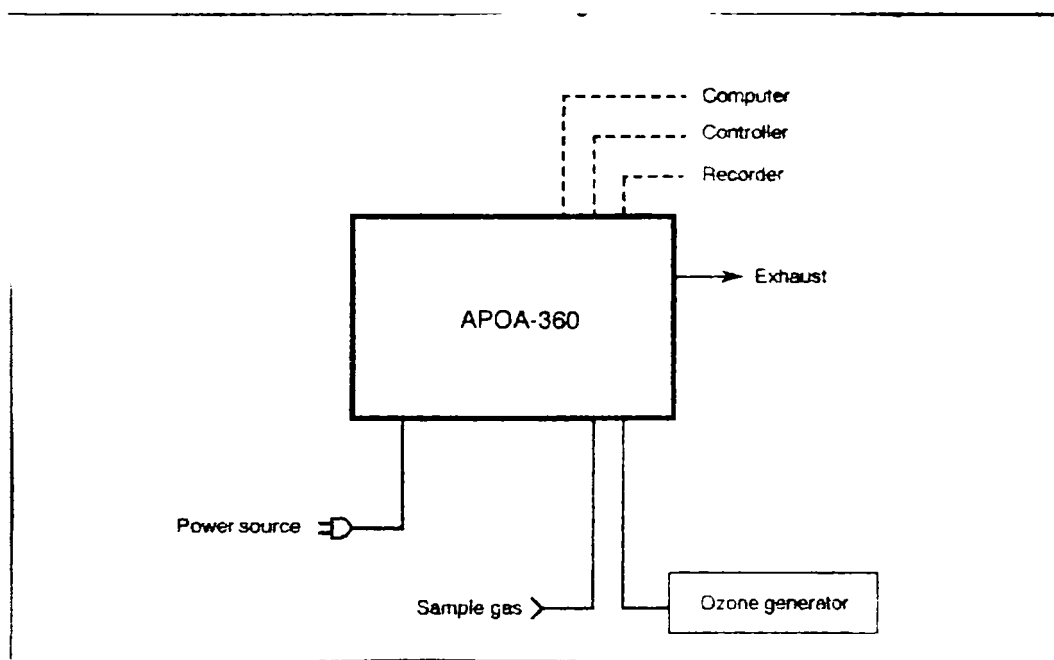 Computer
Controller
Recorder
Exhaust
APOA-360
Power source
Sample gas
Ozone generator